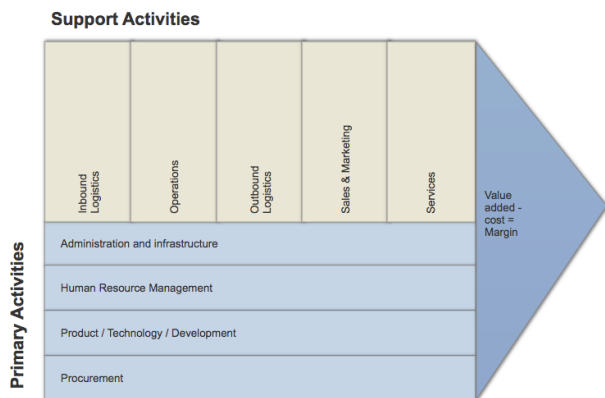 Support Activities
Inbound
Logistics
Operations
Outbound
Logistics
Sales & Marketing
Services
Value
added -
cost =
Margin
Primary Activities
Administration and infrastructure
Human Resource Management
Product / Technology / Development
Procurement